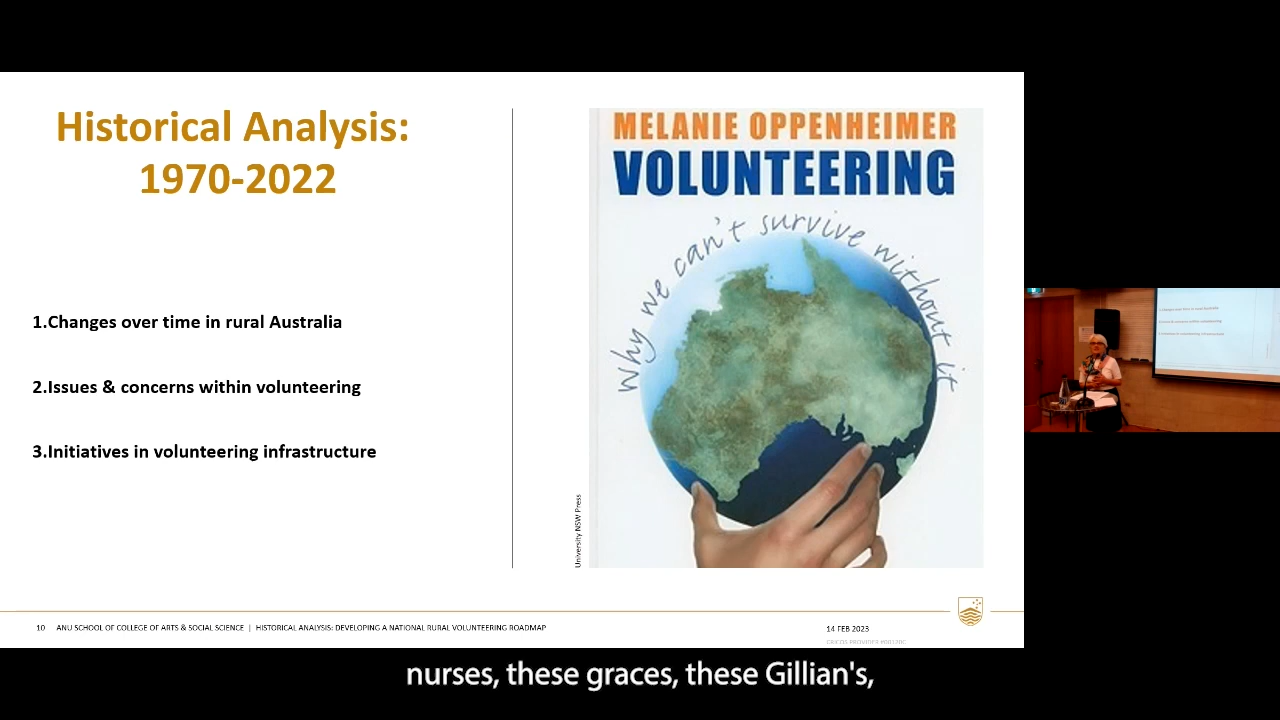 Historical Analysis:
1970-2022
1.Changes over time in rural Australia
2.Issues & concerns within volunteering
3.Initiatives in volunteering infrastructure
MELANIE OPPENHEIMER
VOLUNTEERING
why we can't survive without it
University NSW Press
10 ANU SCHOOL OF COLLEGE OF ARTS & SOCIAL SCIENCE | HISTORICAL ANALYSIS: DEVELOPING A NATIONAL RURAL VOLUNTEERING ROADMAP
14 FEB 2023
nurses, these graces, these Gillian's,